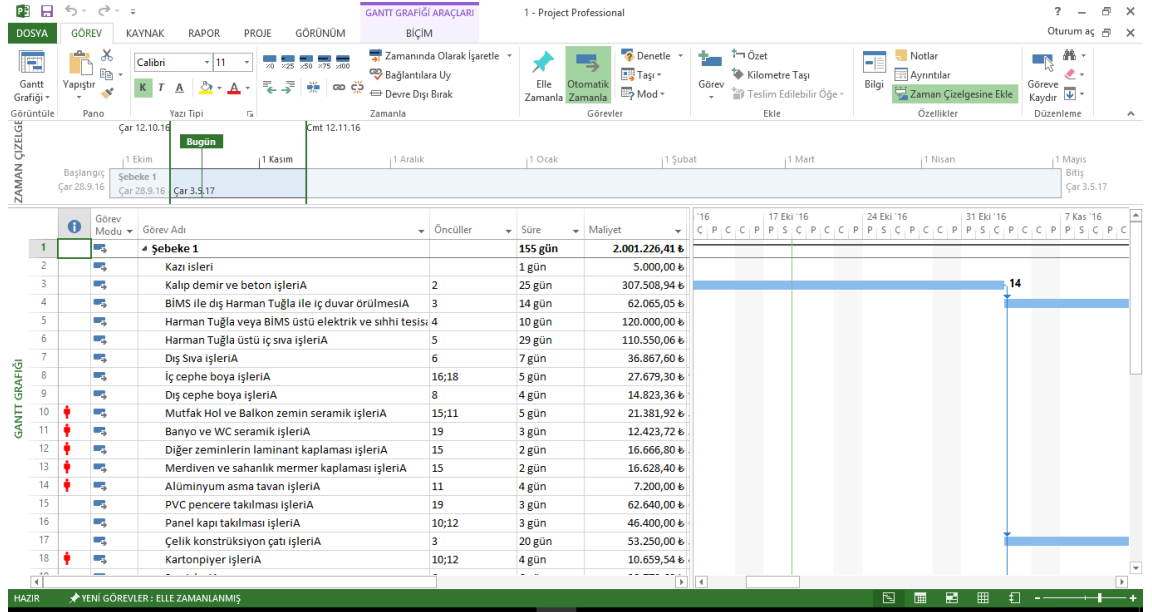 GANTT GRAFİĞİ ARAÇLARI
1 - Project Professional
DOSYA GÖREV KAYNAK RAPOR PROJE GÖRÜNÜM BİÇİM Oturum aç
Gantt Grafiği
Görüntüle
Yapıştır
Pano
Calibri 11
K T A
Yazı Tipi
Zamanında Olarak İşaretle
Bağlantılara Uy
Devre Dışı Bırak
Zamanla
Elle Zamanla
Otomatik Zamanla
Denetle
Taşı
Mod
Görevler
Görev
Özet
Kilometre Taşı
Teslim Edilebilir Öğe
Ekle
Bilgi
Notlar
Ayrıntılar
Zaman Çizelgesine Ekle
Özellikler
Göreve Kaydır
Düzenleme
ZAMAN ÇİZELGE
Çar 12.10.16 Cmt 12.11.16
Bugün
1 Ekim 1 Kasım 1 Aralık 1 Ocak 1 Şubat 1 Mart 1 Nisan 1 Mayıs
Başlangıç
Çar 28.9.16
Şebeke 1
Çar 28.9.16 Çar 3.5.17
Bitiş
Çar 3.5.17
GANTT GRAFİĞİ
Görev Modu Görev Adı Öncüller Süre Maliyet
1 Şebeke 1 155 gün 2.001.226,41 ₺
2 Kazı isleri 1 gün 5.000,00 ₺
3 Kalıp demir ve beton işleriA 2 25 gün 307.508,94 ₺
4 BİMS ile dış Harman Tuğla ile iç duvar örülmesiA 3 14 gün 62.065,05 ₺
5 Harman Tuğla veya BİMS üstü elektrik ve sıhhi tesisa 4 10 gün 120.000,00 ₺
6 Harman Tuğla üstü iç sıva işleriA 5 29 gün 110.550,06 ₺
7 Dış Sıva işleriA 6 7 gün 36.867,60 ₺
8 İç cephe boya işleriA 16;18 5 gün 27.679,30 ₺
9 Dış cephe boya işleriA 8 4 gün 14.823,36 ₺
10 Mutfak Hol ve Balkon zemin seramik işleriA 15;11 5 gün 21.381,92 ₺
11 Banyo ve WC seramik işleriA 19 3 gün 12.423,72 ₺
12 Diğer zeminlerin laminant kaplaması işleriA 15 2 gün 16.666,80 ₺
13 Merdiven ve sahanlık mermer kaplaması işleriA 15 2 gün 16.628,40 ₺
14 Alüminyum asma tavan işleriA 11 4 gün 7.200,00 ₺
15 PVC pencere takılması işleriA 19 3 gün 62.640,00 ₺
16 Panel kapı takılması işleriA 10;12 3 gün 46.400,00 ₺
17 Çelik konstrüksiyon çatı işleriA 3 20 gün 53.250,00 ₺
18 Kartonpiyer işleriA 10;12 4 gün 10.659,54 ₺
'16 17 Eki '16 24 Eki '16 31 Eki '16 7 Kas '16
Ç P C C P P S Ç P C C P P S Ç P C C P P S Ç P C C P P S Ç P C
14
HAZIR YENİ GÖREVLER : ELLE ZAMANLANMIŞ